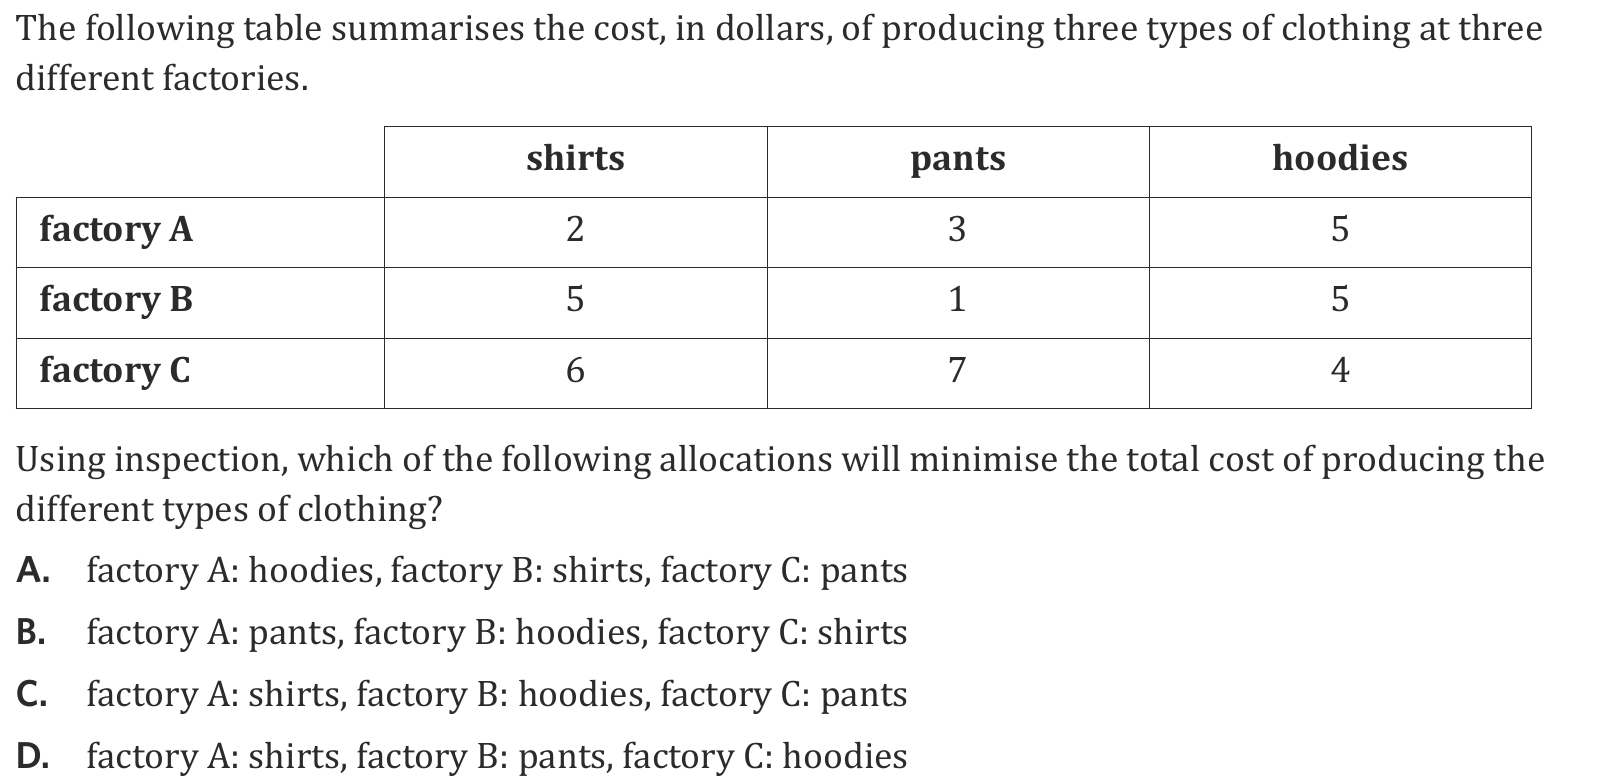 The following table summarises the cost, in dollars, of producing three types of clothing at three
different factories.
shirts pants hoodies
factory A 2 3 5
factory B 5 1 5
factory C 6 7 4
Using inspection, which of the following allocations will minimise the total cost of producing the
different types of clothing?
A. factory A: hoodies, factory B: shirts, factory C: pants
B. factory A: pants, factory B: hoodies, factory C: shirts
C. factory A: shirts, factory B: hoodies, factory C: pants
D. factory A: shirts, factory B: pants, factory C: hoodies